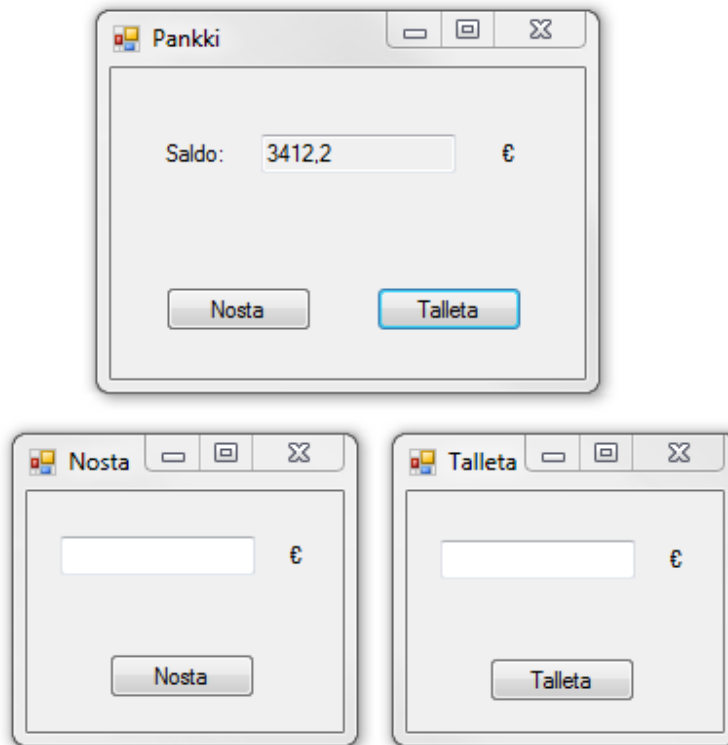 Pankki
Saldo: 3412,2 €
Nosta Talleta
Nosta
€
Nosta
Talleta
€
Talleta